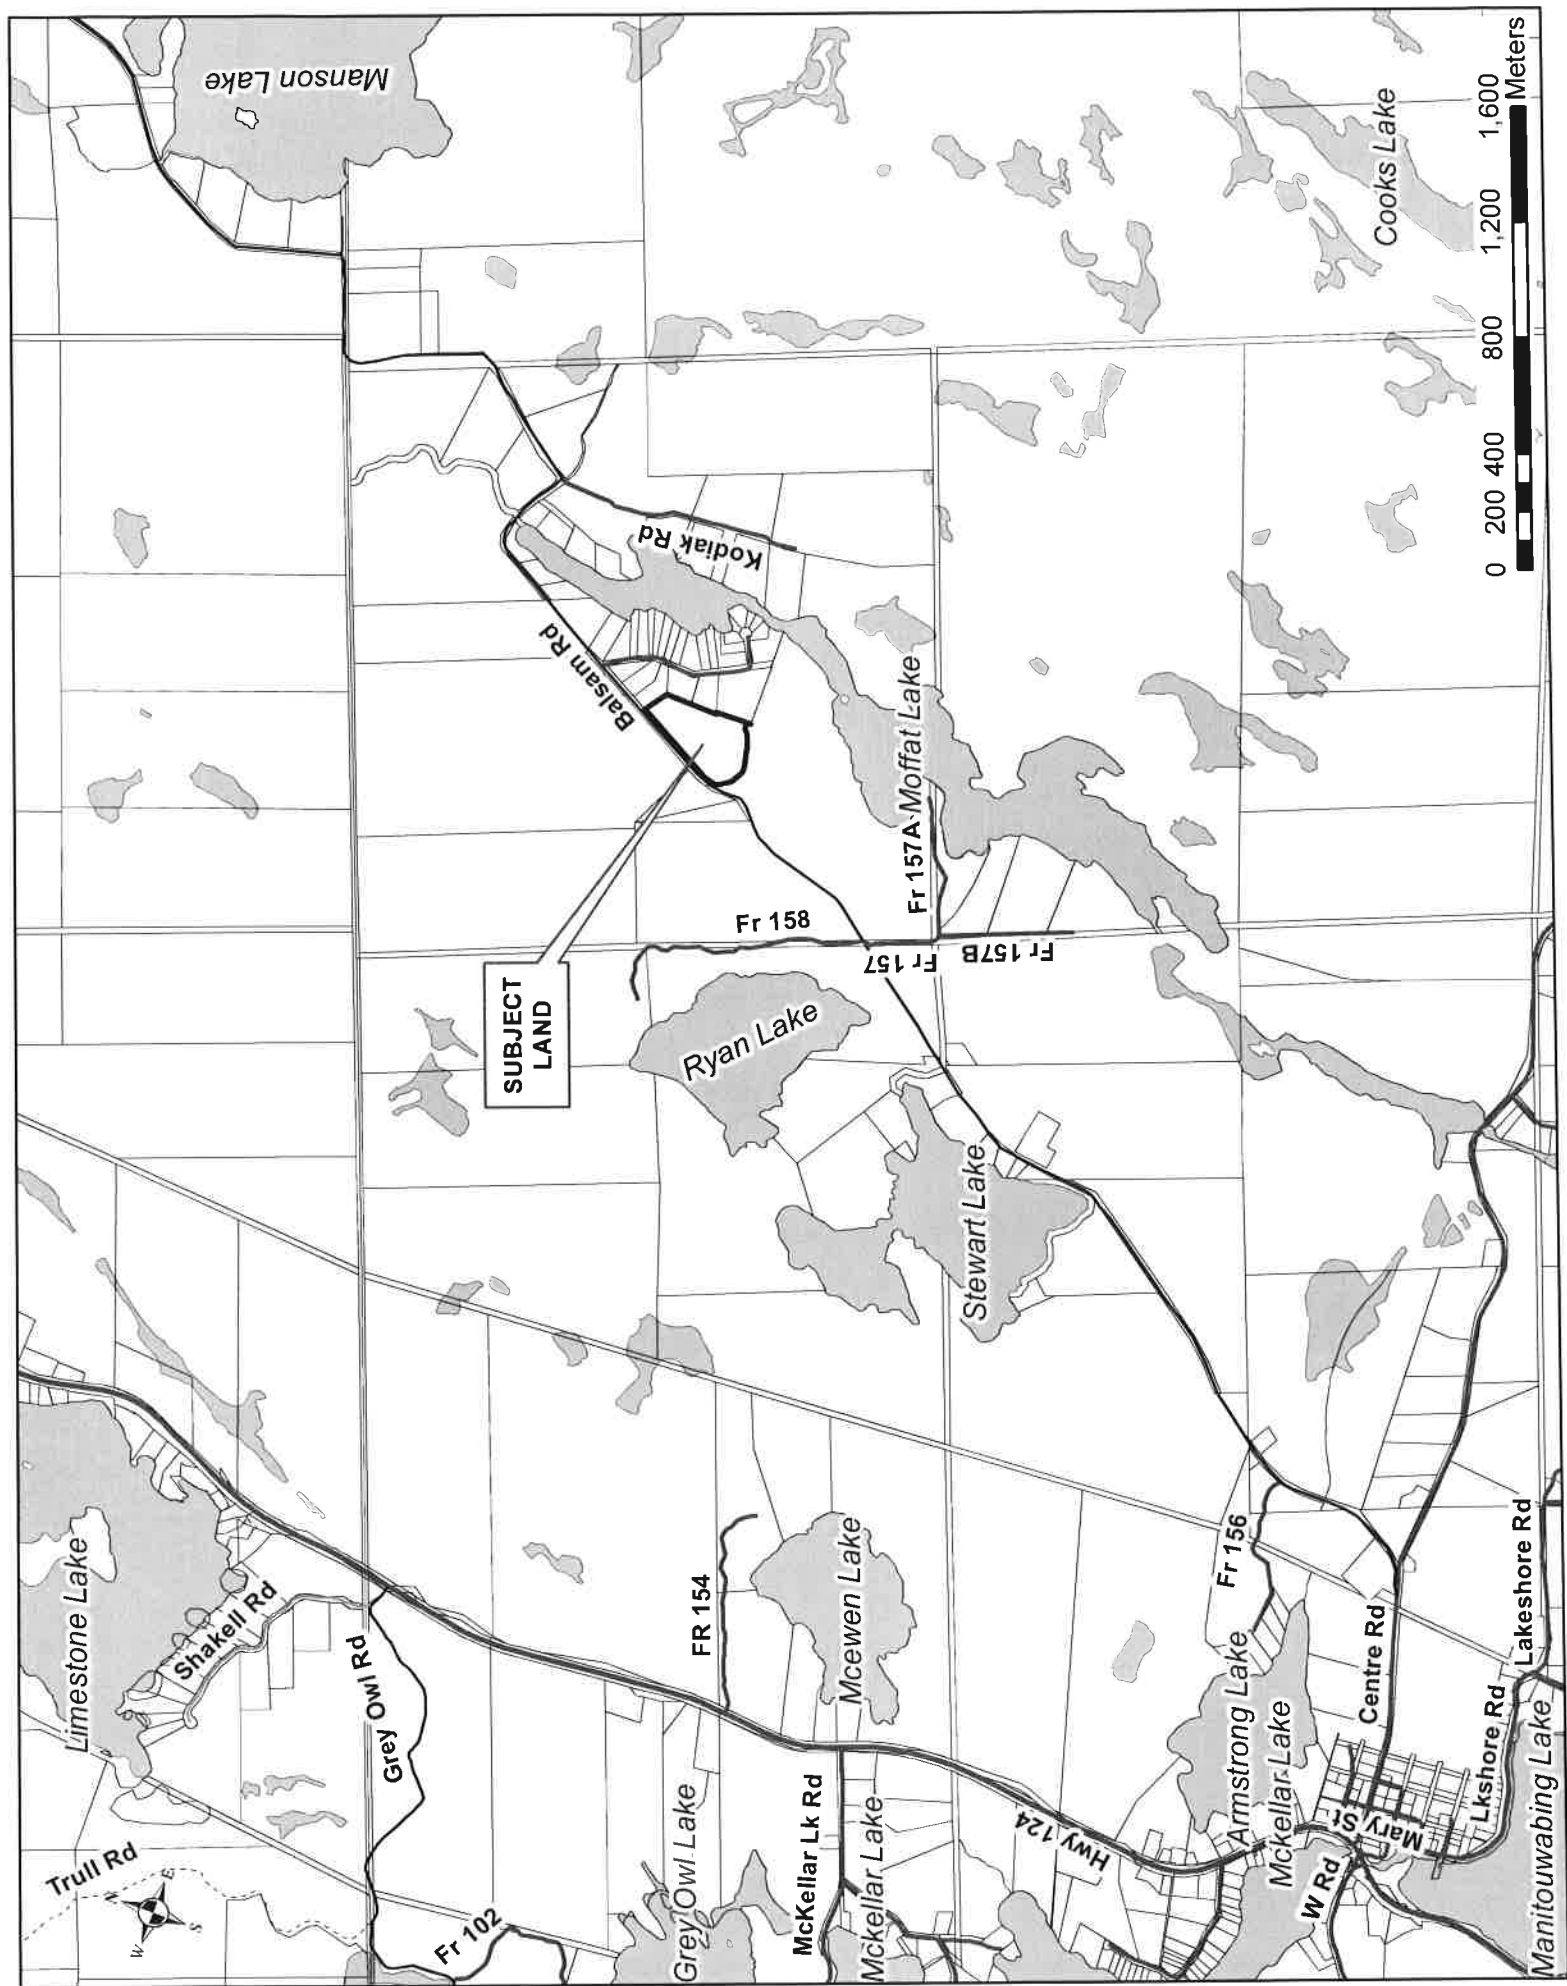 Manson Lake
Cooks Lake
0 200 400 800 1,200 1,600
Meters
Kodiak Rd
Balsam Rd
Moffat Lake
Fr 157A
Fr 158
Fr 157
Fr 157B
SUBJECT
LAND
Ryan Lake
Stewart Lake
Limestone Lake
Shakell Rd
Grey Owl Rd
Trull Rd
N
E
S
W
Fr 102
FR 154
Mcewen Lake
Grey Owl Lake
McKellar Lk Rd
Mckellar Lake
Hwy 124
Fr 156
Armstrong Lake
Mckellar Lake
Centre Rd
Mary St
W Rd
Lkshore Rd
Lakeshore Rd
Manitouwabing Lake